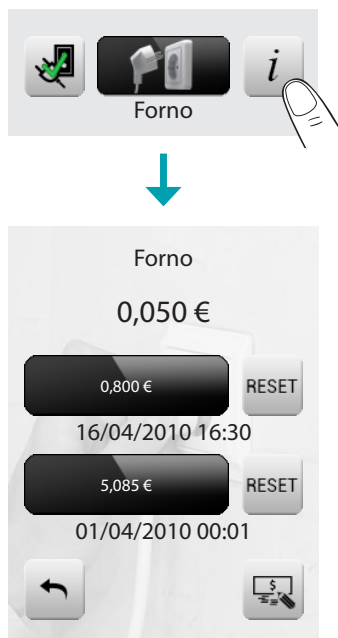 i
Forno
Forno
0,050 €
0,800 €
RESET
16/04/2010 16:30
5,085 €
RESET
01/04/2010 00:01
$